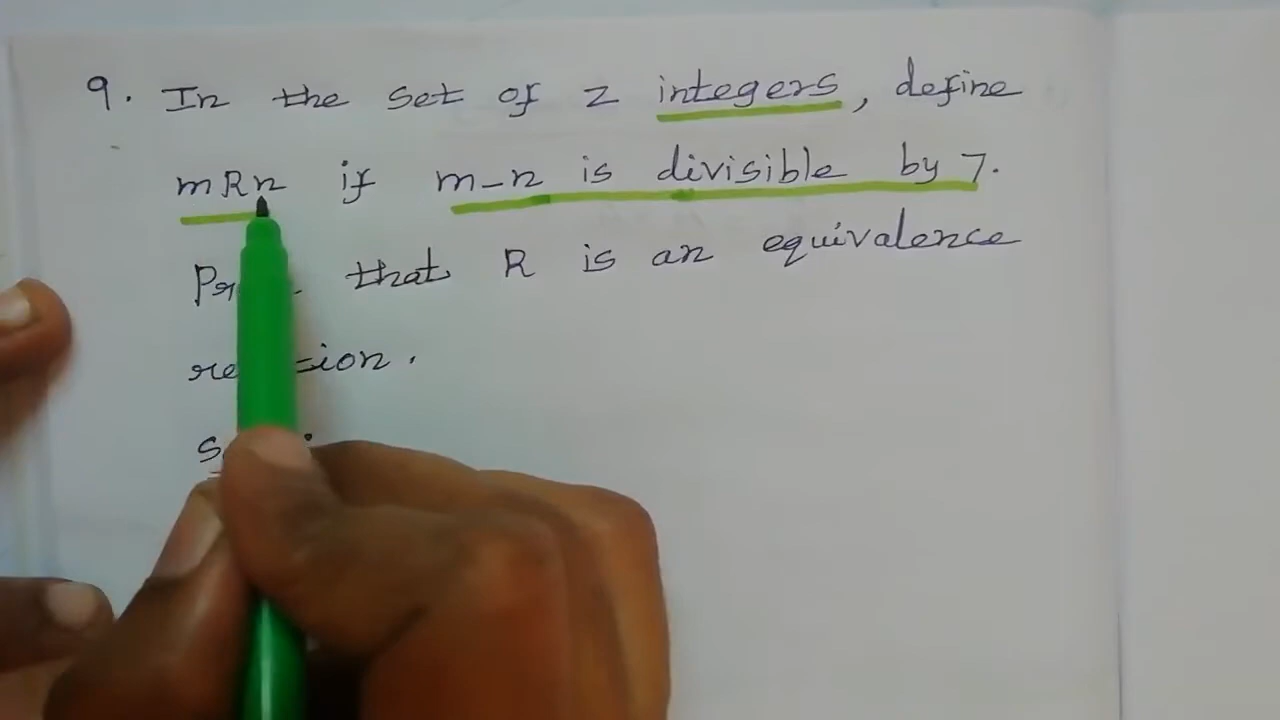 9. In the set of Z integers, define
mRn if m-n is divisible by 7.
that R is an equivalence